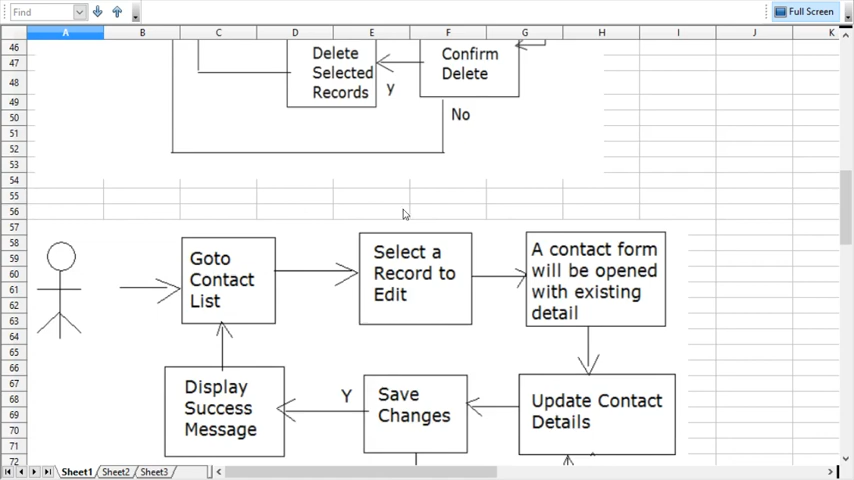 Find
Full Screen
A B C D E F G H I J K
46
47
48
49
50
51
52
53
54
55
56
57
58
59
60
61
62
63
64
65
66
67
68
69
70
71
72
Delete
Selected
Records
y
Confirm
Delete
No
Goto
Contact
List
Select a
Record to
Edit
A contact form
will be opened
with existing
detail
Display
Success
Message
Y
Save
Changes
Update Contact
Details
Sheet1 Sheet2 Sheet3